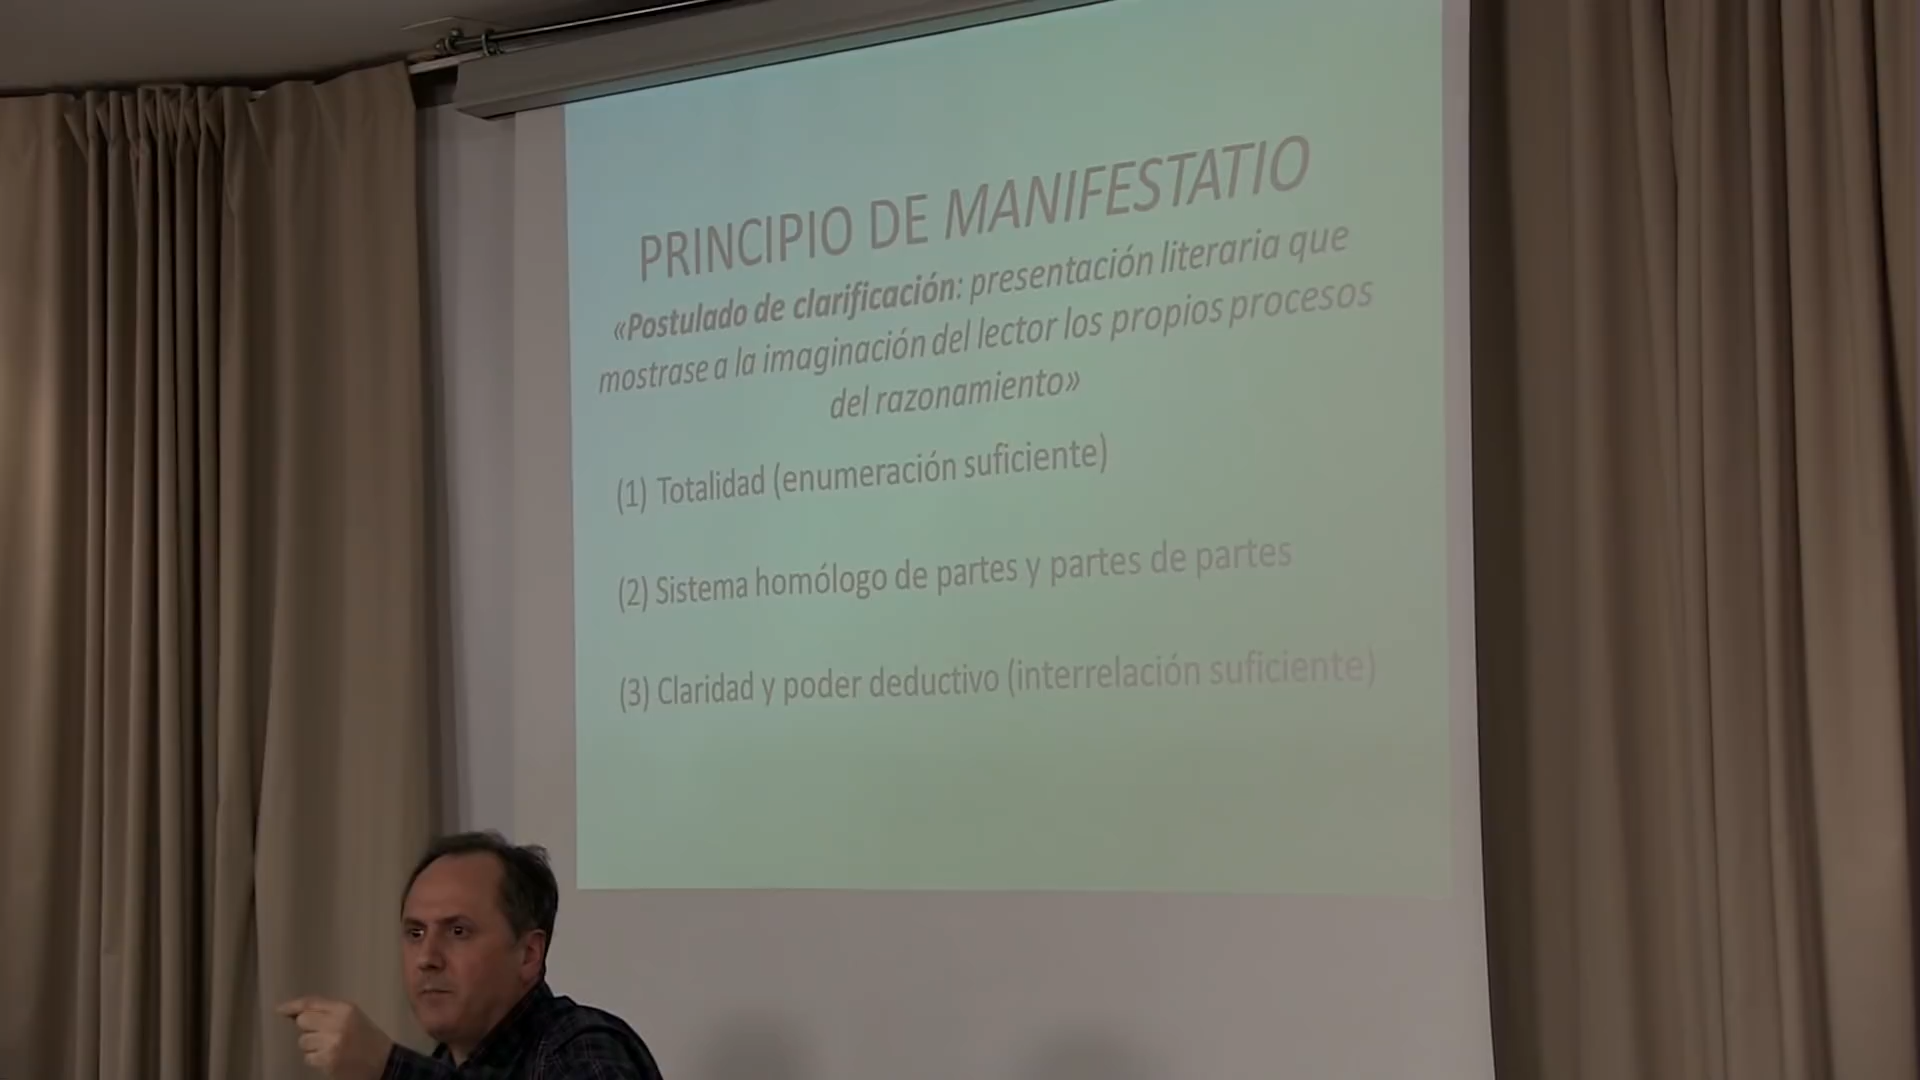 PRINCIPIO DE MANIFESTATIO
«Postulado de clarificación: presentación literaria que
mostrase a la imaginación del lector los propios procesos
del razonamiento»
(1) Totalidad (enumeración suficiente)
(2) Sistema homólogo de partes y partes de partes
(3) Claridad y poder deductivo (interrelación suficiente)